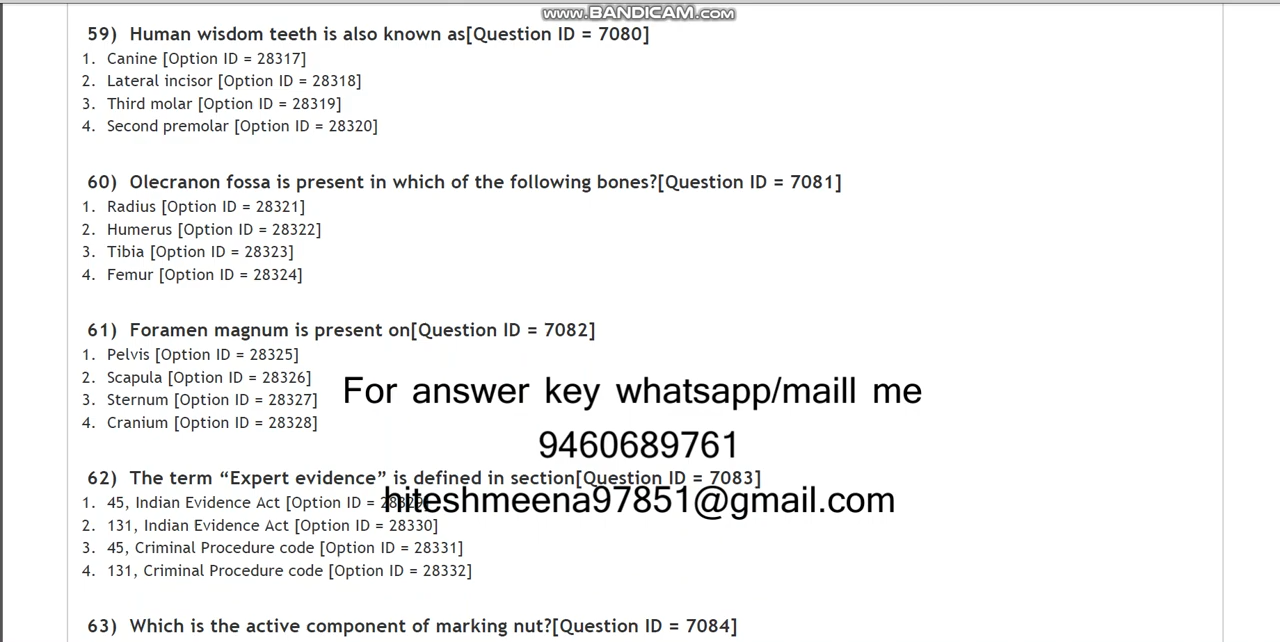 www.BANDICAM.com
59) Human wisdom teeth is also known as[Question ID = 7080]
1. Canine [Option ID = 28317]
2. Lateral incisor [Option ID = 28318]
3. Third molar [Option ID = 28319]
4. Second premolar [Option ID = 28320]
60) Olecranon fossa is present in which of the following bones?[Question ID = 7081]
1. Radius [Option ID = 28321]
2. Humerus [Option ID = 28322]
3. Tibia [Option ID = 28323]
4. Femur [Option ID = 28324]
61) Foramen magnum is present on[Question ID = 7082]
1. Pelvis [Option ID = 28325]
2. Scapula [Option ID = 28326]
3. Sternum [Option ID = 28327]
4. Cranium [Option ID = 28328]
For answer key whatsapp/maill me
9460689761
hiteshmeena97851@gmail.com
62) The term “Expert evidence” is defined in section[Question ID = 7083]
1. 45, Indian Evidence Act [Option ID =
2. 131, Indian Evidence Act [Option ID = 28330]
3. 45, Criminal Procedure code [Option ID = 28331]
4. 131, Criminal Procedure code [Option ID = 28332]
63) Which is the active component of marking nut?[Question ID = 7084]